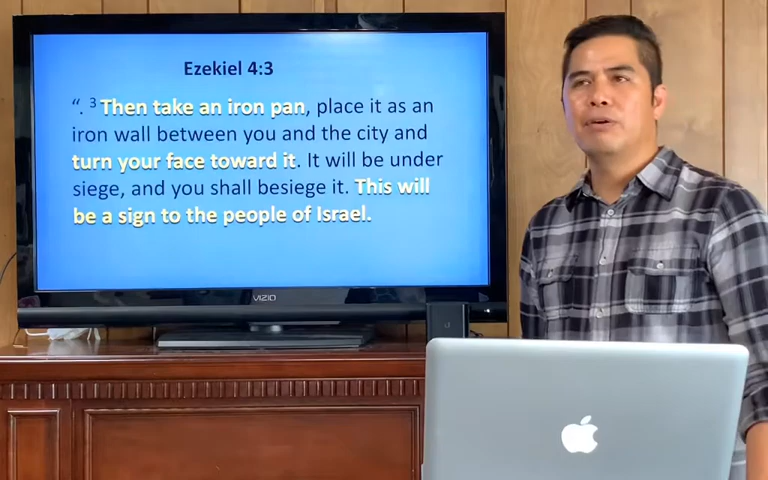 Ezekiel 4:3
“. 3 Then take an iron pan, place it as an
iron wall between you and the city and
turn your face toward it. It will be under
siege, and you shall besiege it. This will
be a sign to the people of Israel.
VIZIO